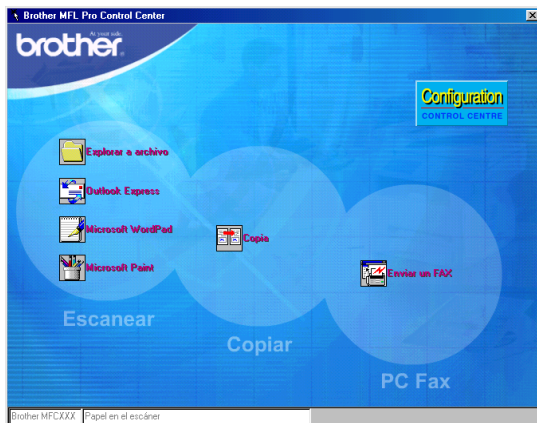 Brother MFL Pro Control Center
At your side.
brother
Configuration
CONTROL CENTRE
Explorar a archivo
Outlook Express
Microsoft WordPad
Microsoft Paint
Copia
Enviar un FAX
Escanear
Copiar
PC Fax
Brother MFCXXX
Papel en el escáner